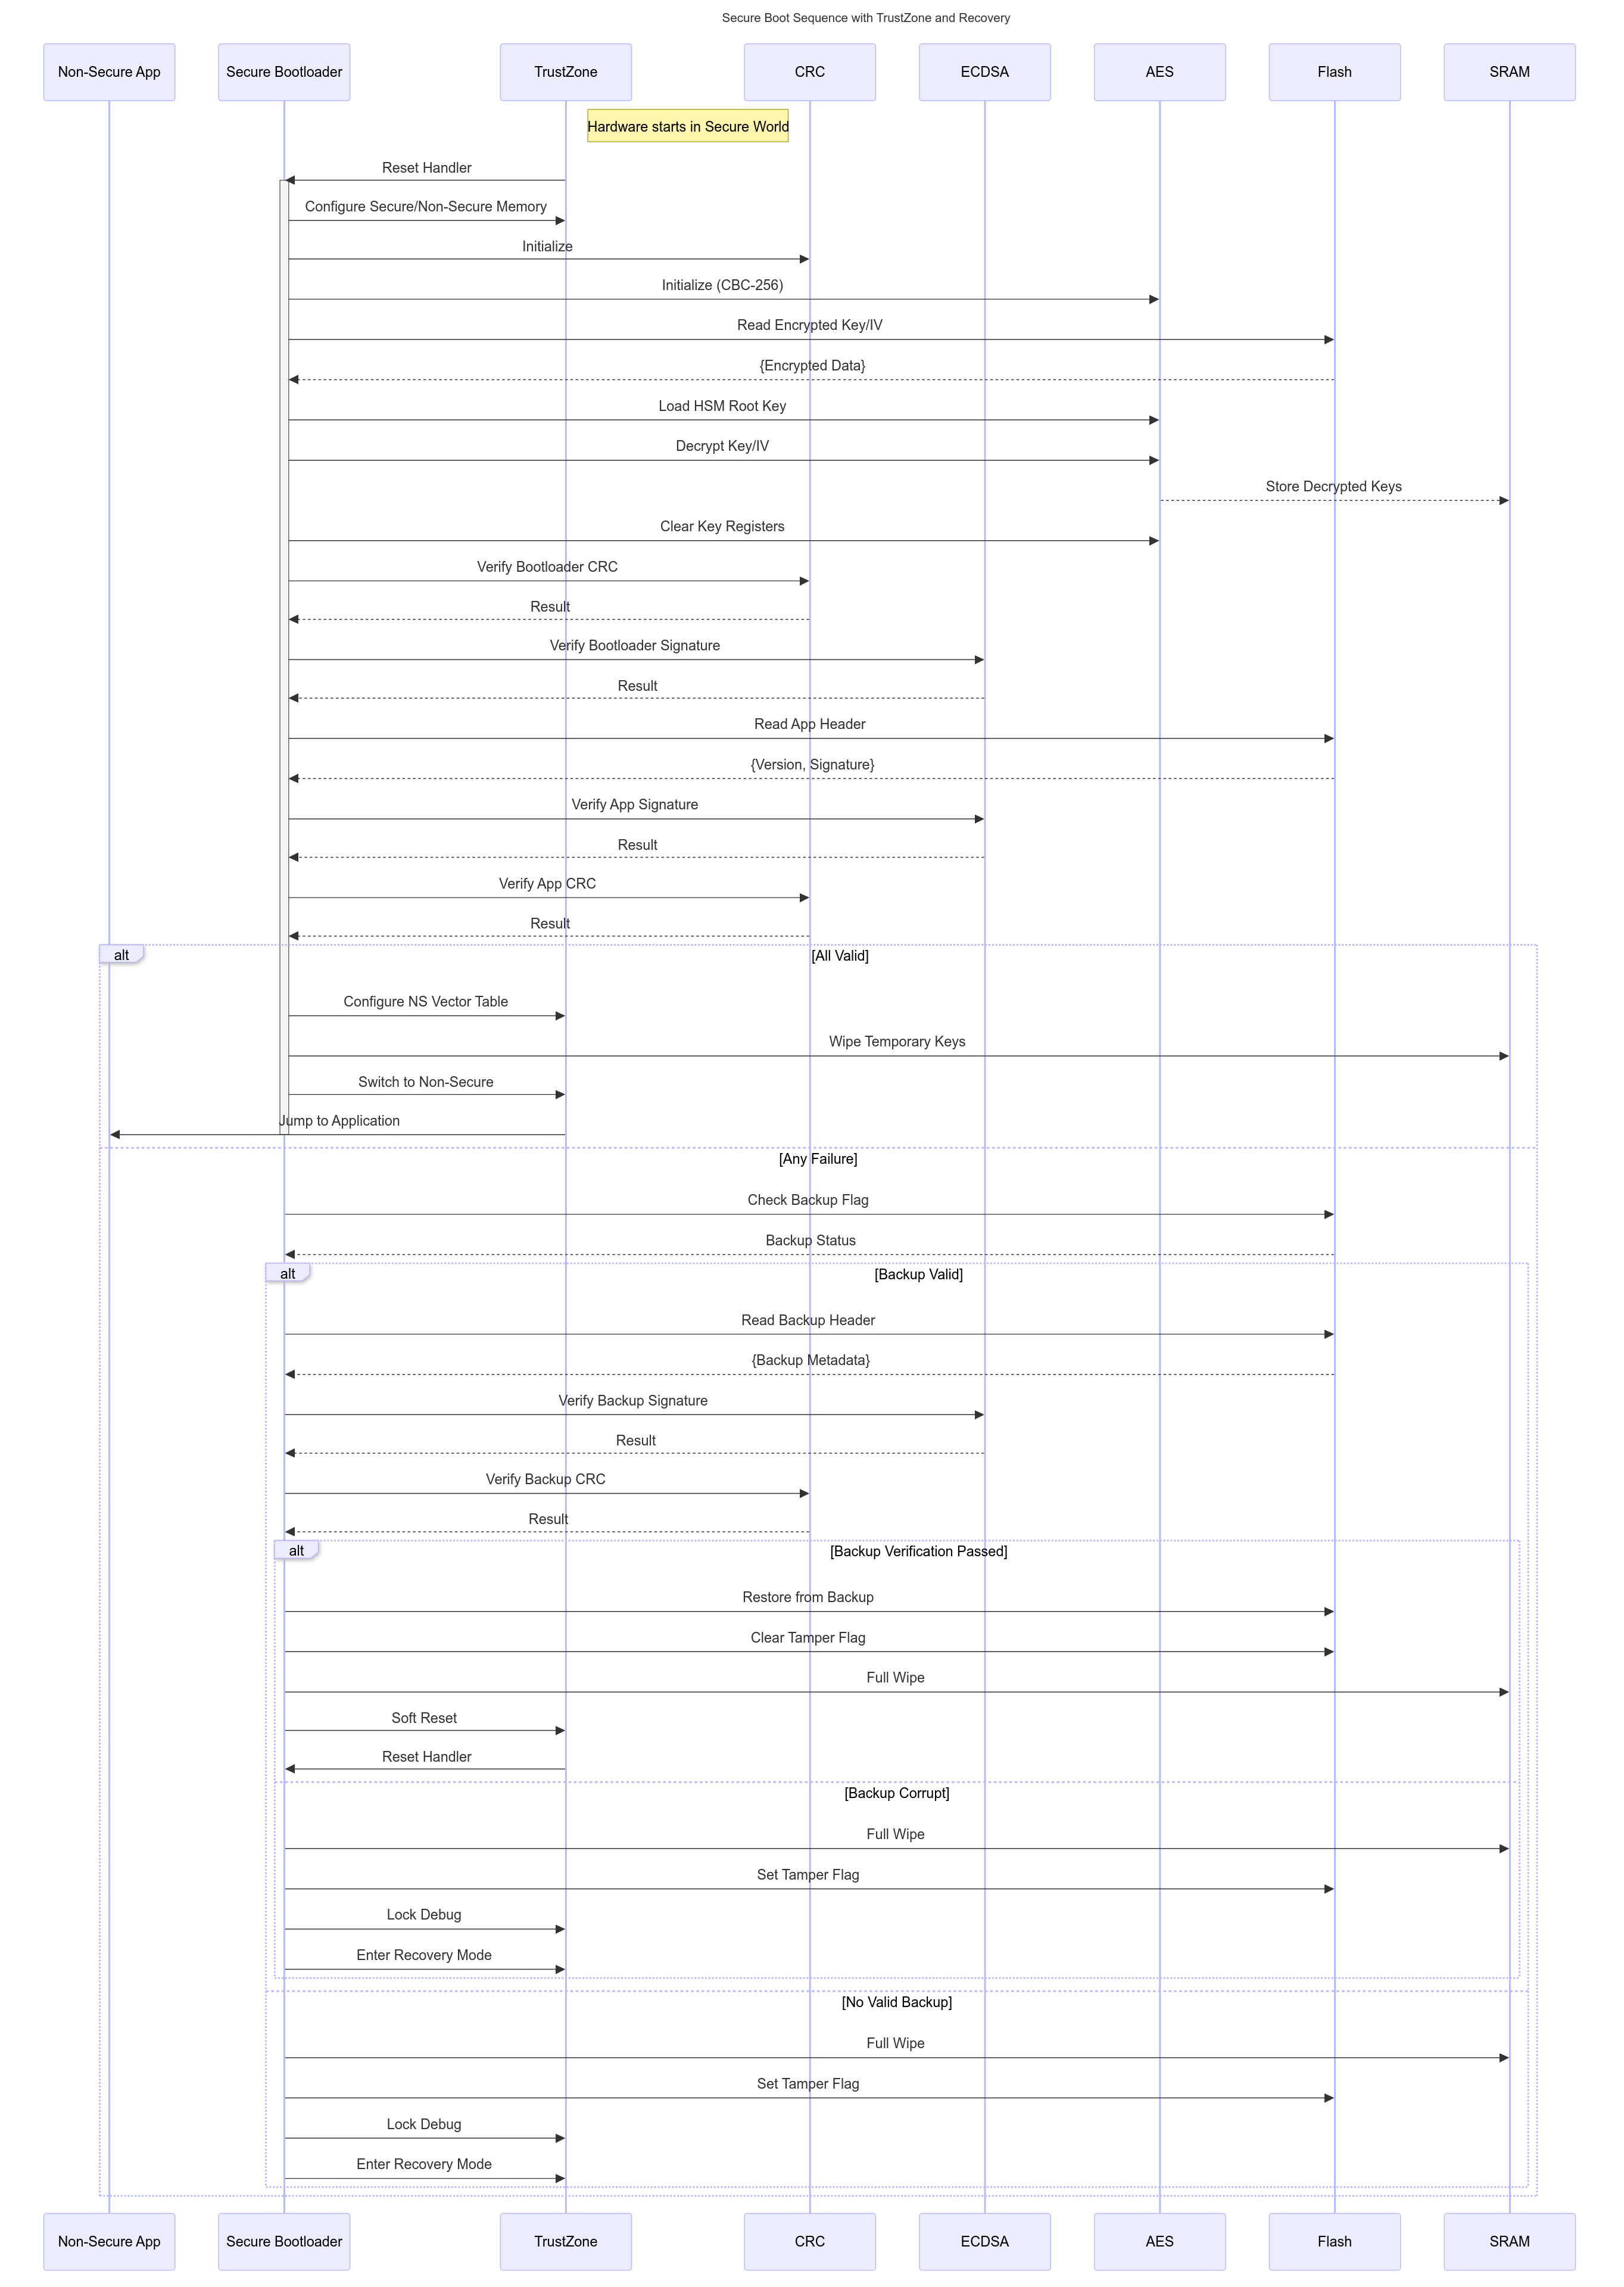 Secure Boot Sequence with TrustZone and Recovery
Non-Secure App
Secure Bootloader
TrustZone
CRC
ECDSA
AES
Flash
SRAM
Hardware starts in Secure World
Reset Handler
Configure Secure/Non-Secure Memory
Initialize
Initialize (CBC-256)
Read Encrypted Key/IV
{Encrypted Data}
Load HSM Root Key
Decrypt Key/IV
Store Decrypted Keys
Clear Key Registers
Verify Bootloader CRC
Result
Verify Bootloader Signature
Result
Read App Header
{Version, Signature}
Verify App Signature
Result
Verify App CRC
Result
alt
[All Valid]
Configure NS Vector Table
Wipe Temporary Keys
Switch to Non-Secure
Jump to Application
[Any Failure]
Check Backup Flag
Backup Status
alt
[Backup Valid]
Read Backup Header
{Backup Metadata}
Verify Backup Signature
Result
Verify Backup CRC
Result
alt
[Backup Verification Passed]
Restore from Backup
Clear Tamper Flag
Full Wipe
Soft Reset
Reset Handler
[Backup Corrupt]
Full Wipe
Set Tamper Flag
Lock Debug
Enter Recovery Mode
[No Valid Backup]
Full Wipe
Set Tamper Flag
Lock Debug
Enter Recovery Mode
Non-Secure App
Secure Bootloader
TrustZone
CRC
ECDSA
AES
Flash
SRAM